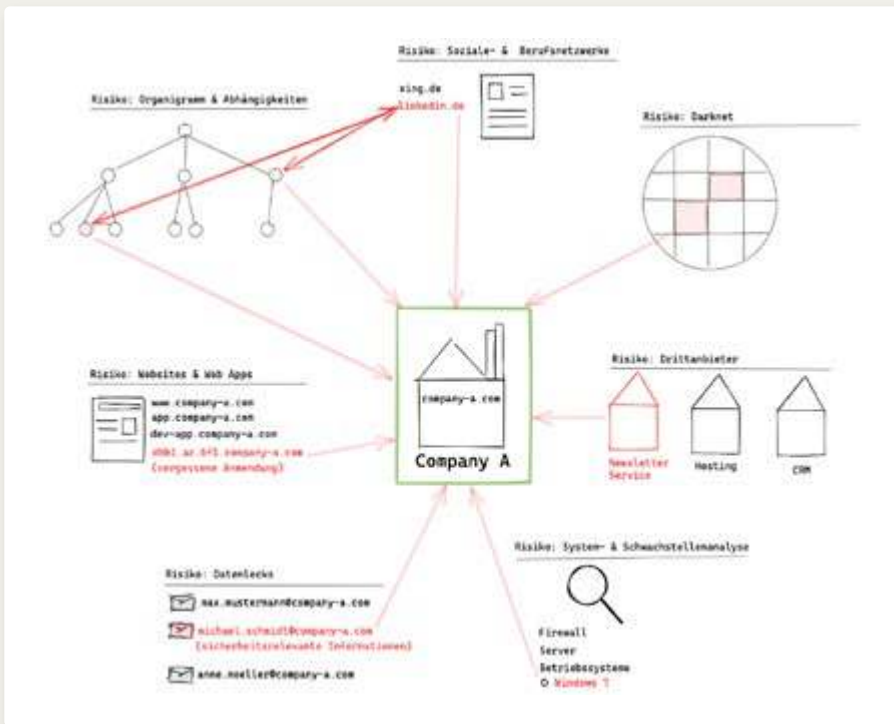 Risiko: Soziale- & Berufsnetzwerke
xing.de
linkedin.de
Risiko: Organigramm & Abhängigkeiten
Risiko: Darknet
Risiko: Websites & Web Apps
www.company-a.com
app.company-a.com
dev-app.company-a.com
company-a.com
(vergessene Anwendung)
company-a.com
Company A
Risiko: Drittanbieter
Newsletter
Service
Hosting
CRM
Risiko: Datenlecks
max.mustermann@company-a.com
michael.schmidt@company-a.com
(sicherheitsrelevante Informationen)
anne.moeller@company-a.com
Risiko: System- & Schwachstellenanalyse
Firewall
Server
Betriebssysteme
Windows 7